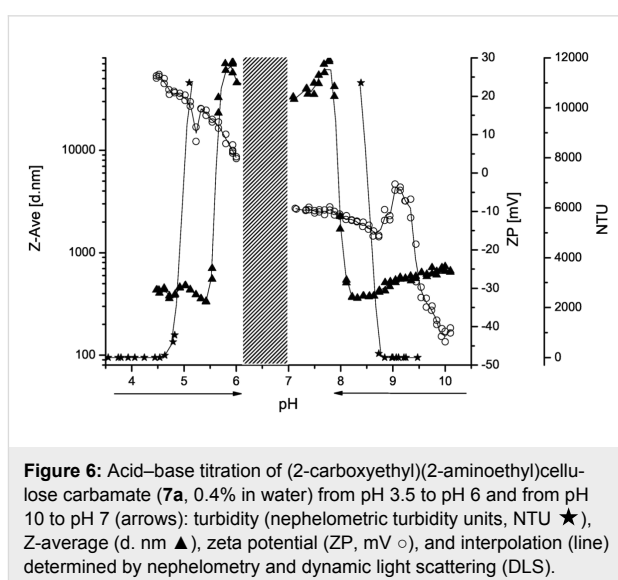 Z-Ave [d.nm]
10000
1000
100
30
20
10
0
-10
-20
-30
-40
-50
ZP [mV]
12000
10000
8000
6000
4000
2000
0
NTU
4 5 6 7 8 9 10
pH
Figure 6: Acid–base titration of (2-carboxyethyl)(2-aminoethyl)cellu-
lose carbamate (7a, 0.4% in water) from pH 3.5 to pH 6 and from pH
10 to pH 7 (arrows): turbidity (nephelometric turbidity units, NTU ★),
Z-average (d. nm ▲), zeta potential (ZP, mV ○), and interpolation (line)
determined by nephelometry and dynamic light scattering (DLS).